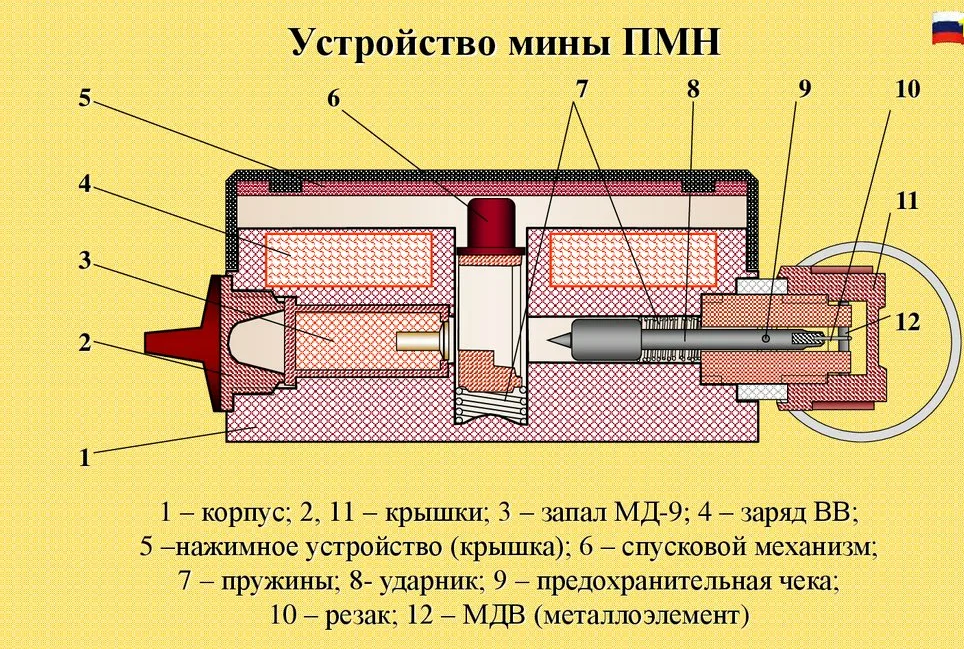 Устройство мины ПМН
5
6
7
8
9
10
4
11
3
12
2
1
1 – корпус; 2, 11 – крышки; 3 – запал МД-9; 4 – заряд ВВ;
5 –нажимное устройство (крышка); 6 – спусковой механизм;
7 – пружины; 8- ударник; 9 – предохранительная чека;
10 – резак; 12 – МДВ (металлоэлемент)